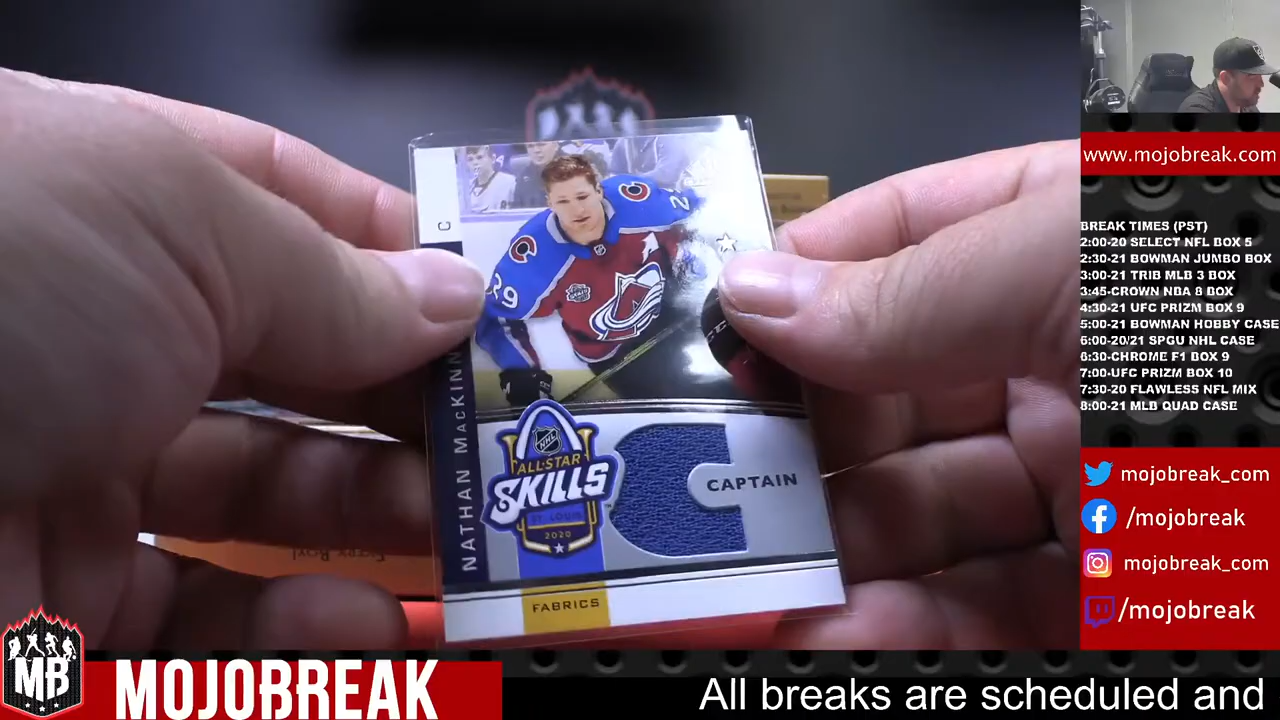 C
29
2
NATHAN MACKINN
NHL
ALL-STAR
SKILLS
ST. LOUIS
2020
CAPTAIN
FABRICS
www.mojobreak.com
BREAK TIMES (PST)
2:00-20 SELECT NFL BOX 5
2:30-21 BOWMAN JUMBO BOX
3:00-21 TRIB MLB 3 BOX
3:45-CROWN NBA 8 BOX
4:30-21 UFC PRIZM BOX 9
5:00-21 BOWMAN HOBBY CASE
6:00-20/21 SPGU NHL CASE
6:30-CHROME F1 BOX 9
7:00-UFC PRIZM BOX 10
7:30-20 FLAWLESS NFL MIX
8:00-21 MLB QUAD CASE
mojobreak_com
/mojobreak
mojobreak_com
/mojobreak
MB
MOJOBREAK
All breaks are scheduled and